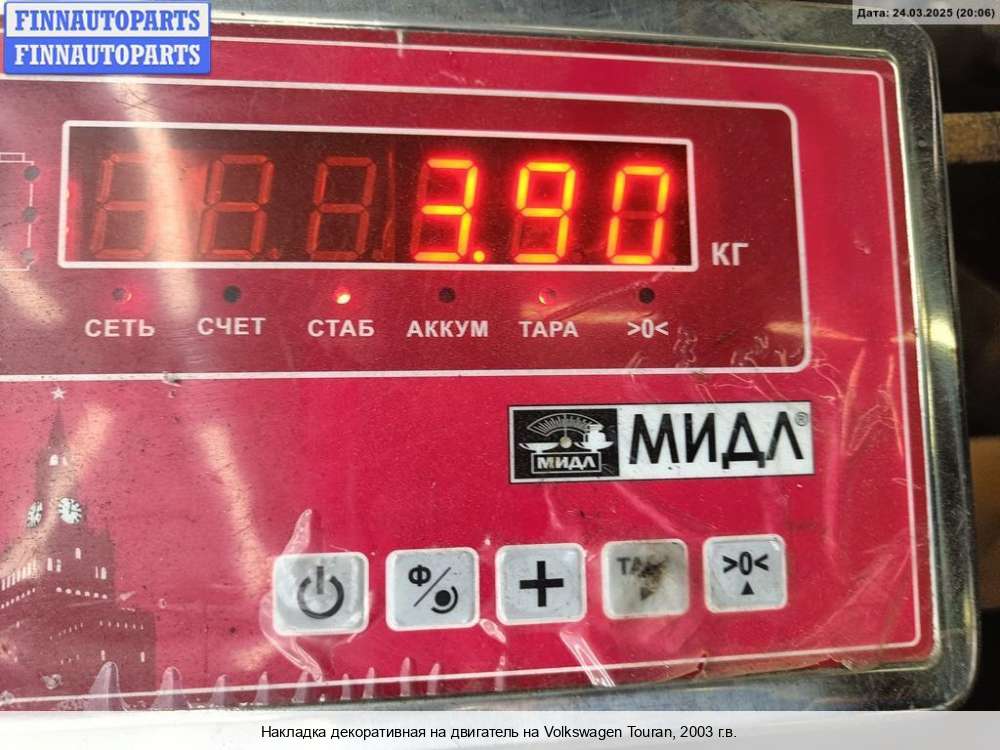 FINNAUTOPARTS
FINNAUTOPARTS
Дата: 24.03.2025 (20:06)
3.90 КГ
СЕТЬ СЧЕТ СТАБ АККУМ ТАРА >0<
МИДЛ МИДЛ®
Ф +  >0<
Накладка декоративная на двигатель на Volkswagen Touran, 2003 г.в.